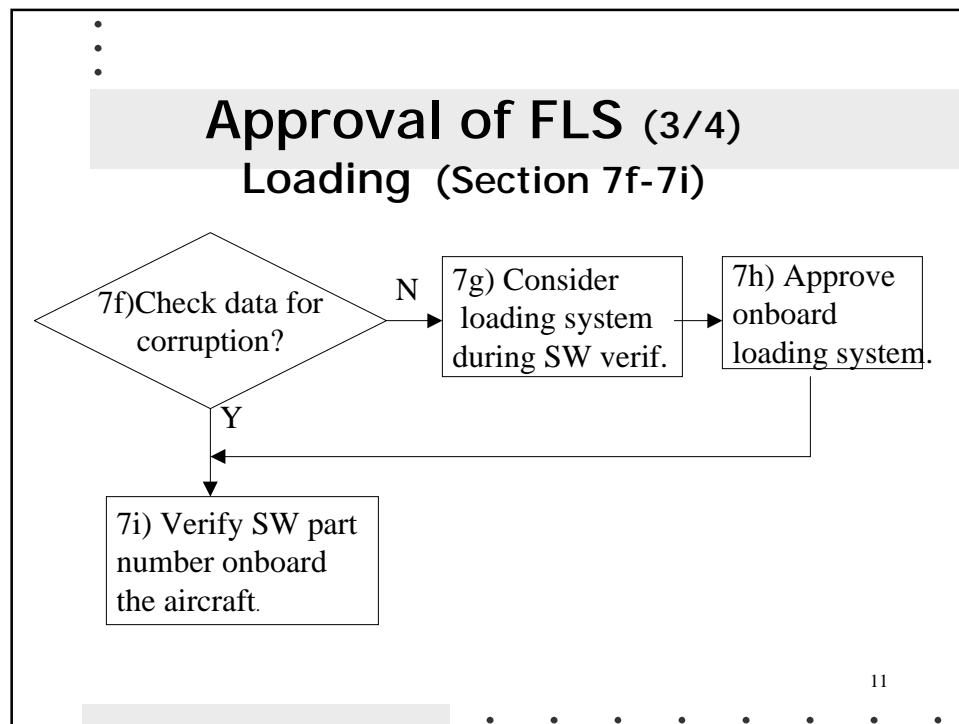 Approval of FLS (3/4)
Loading (Section 7f-7i)
7f)Check data for
corruption?
N
7g) Consider
loading system
during SW verif.
7h) Approve
onboard
loading system.
Y
7i) Verify SW part
number onboard
the aircraft.
11